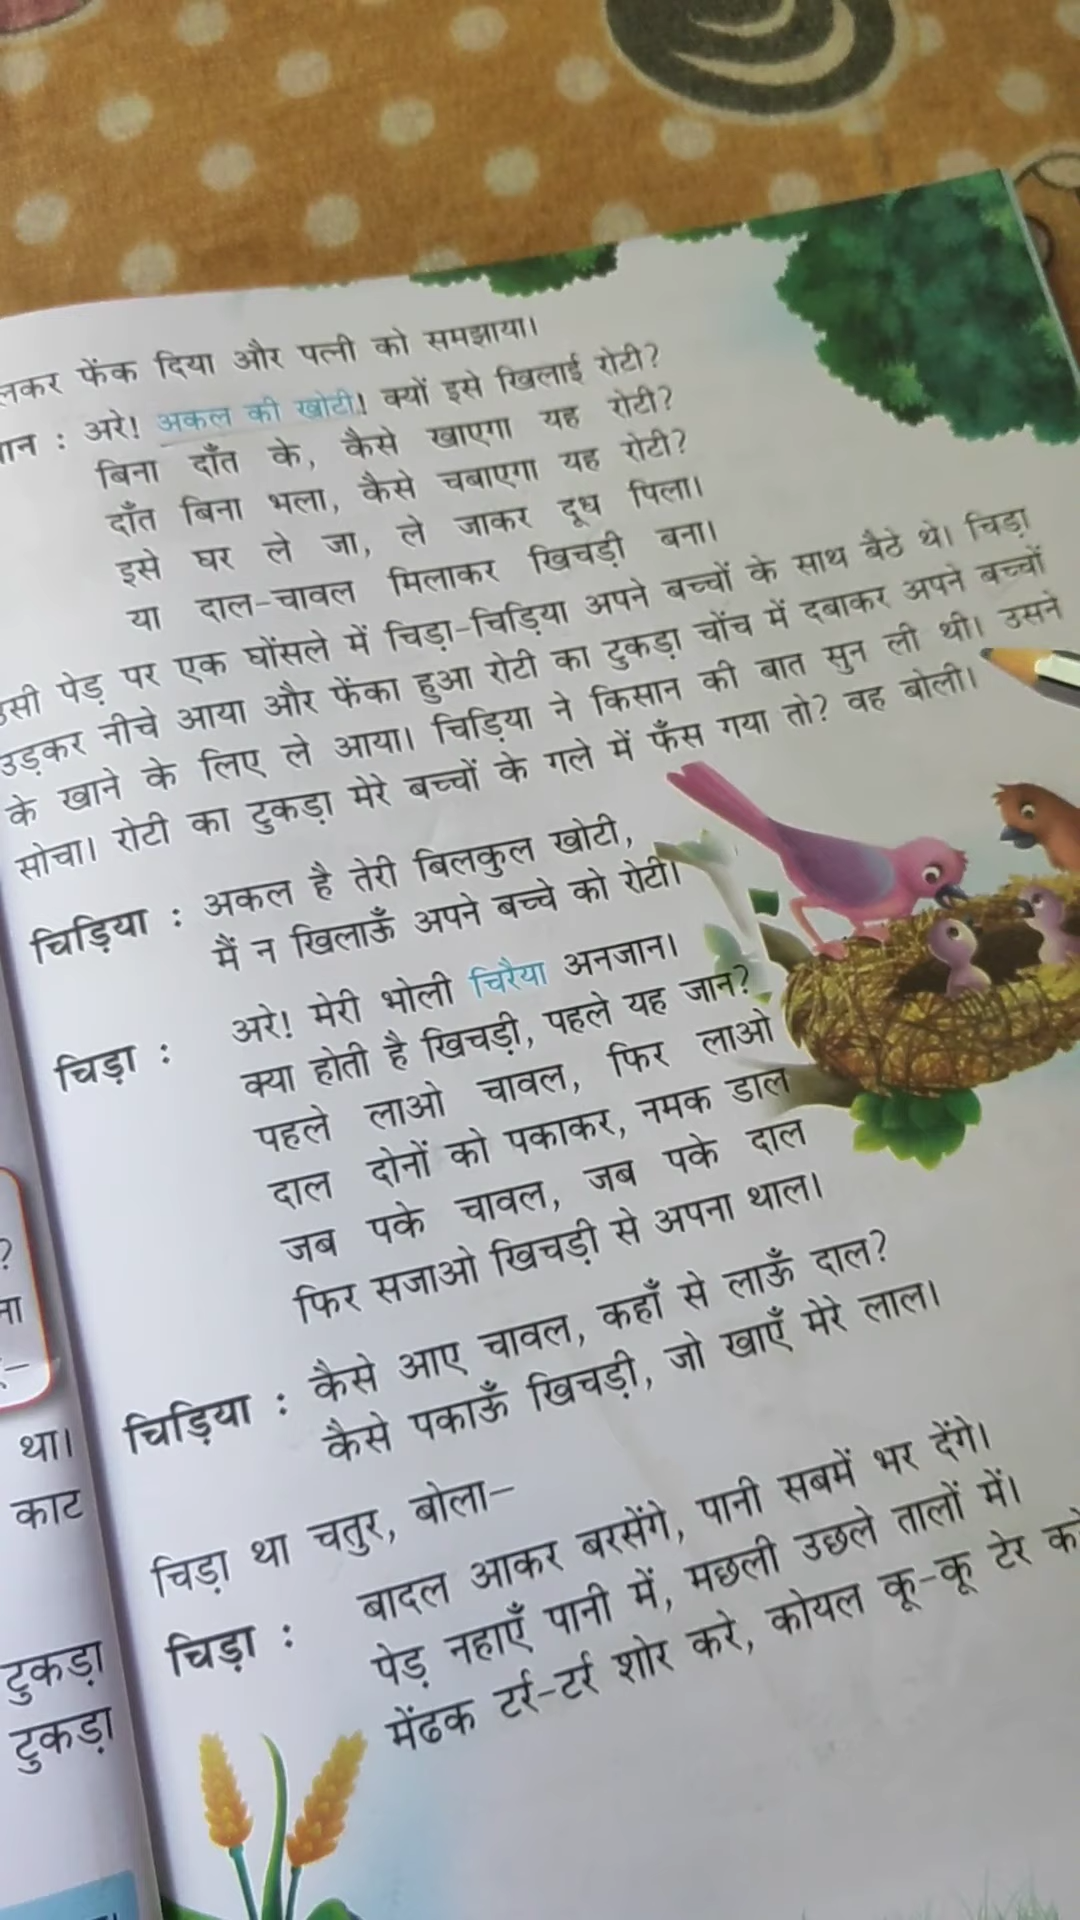 फेंक दिया और पत्नी को समझाया।
अरे! अकल की खोटी! क्यों इसे खिलाई रोटी?
बिना दाँत के, कैसे खाएगा यह रोटी?
दाँत बिना भला, कैसे चबाएगा यह रोटी?
इसे घर ले जा, ले जाकर दूध पिला।
या दाल-चावल मिलाकर खिचड़ी बना।
पेड़ पर एक घोंसले में चिड़ा-चिड़िया अपने बच्चों के साथ बैठे थे। चिड़ा
उड़कर नीचे आया और फेंका हुआ रोटी का टुकड़ा चोंच में दबाकर अपने बच्चों
के खाने के लिए ले आया। चिड़िया ने किसान की बात सुन ली थी। उसने
सोचा। रोटी का टुकड़ा मेरे बच्चों के गले में फँस गया तो? वह बोली।
चिड़िया : अकल है तेरी बिलकुल खोटी,
मैं न खिलाऊँ अपने बच्चे को रोटी।
चिड़ा : अरे! मेरी भोली चिरैया अनजान।
क्या होती है खिचड़ी, पहले यह जान?
पहले लाओ चावल, फिर लाओ
दाल दोनों को पकाकर, नमक डाल
जब पके चावल, जब पके दाल
फिर सजाओ खिचड़ी से अपना थाल।
चिड़िया : कैसे आए चावल, कहाँ से लाऊँ दाल?
कैसे पकाऊँ खिचड़ी, जो खाएँ मेरे लाल।
चिड़ा था चतुर, बोला-
चिड़ा : बादल आकर बरसेंगे, पानी सबमें भर देंगे।
पेड़ नहाएँ पानी में, मछली उछले तालों में।
मेंढक टर्र-टर्र शोर करे, कोयल कू-कू टेर
था।
काट
टुकड़ा
टुकड़ा